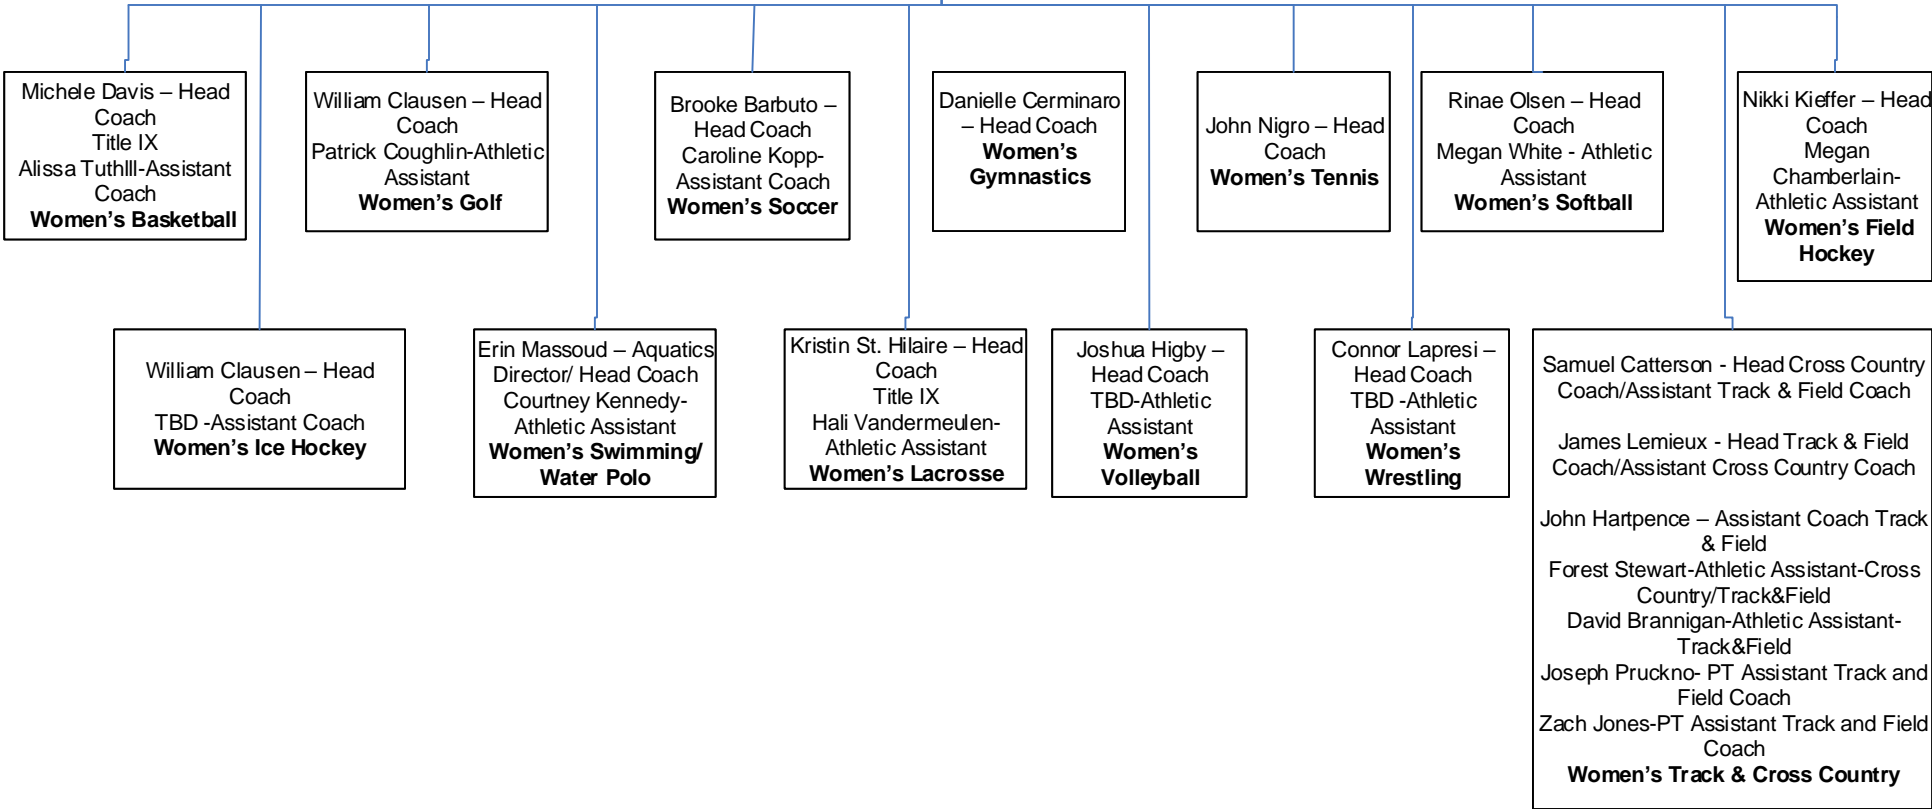 Michele Davis – Head
Coach
Title IX
Alissa Tuthlll-Assistant
Coach
Women’s Basketball
William Clausen – Head
Coach
Patrick Coughlin-Athletic
Assistant
Women’s Golf
Brooke Barbuto –
Head Coach
Caroline Kopp-
Assistant Coach
Women’s Soccer
Danielle Cerminaro
– Head Coach
Women’s
Gymnastics
John Nigro – Head
Coach
Women’s Tennis
Rinae Olsen – Head
Coach
Megan White - Athletic
Assistant
Women’s Softball
Nikki Kieffer – Head
Coach
Megan
Chamberlain-
Athletic Assistant
Women’s Field
Hockey
William Clausen – Head
Coach
TBD -Assistant Coach
Women’s Ice Hockey
Erin Massoud – Aquatics
Director/ Head Coach
Courtney Kennedy-
Athletic Assistant
Women’s Swimming/
Water Polo
Kristin St. Hilaire – Head
Coach
Title IX
Hali Vandermeulen-
Athletic Assistant
Women’s Lacrosse
Joshua Higby –
Head Coach
TBD-Athletic
Assistant
Women’s
Volleyball
Connor Lapresi –
Head Coach
TBD -Athletic
Assistant
Women’s
Wrestling
Samuel Catterson - Head Cross Country
Coach/Assistant Track & Field Coach
James Lemieux - Head Track & Field
Coach/Assistant Cross Country Coach
John Hartpence – Assistant Coach Track
& Field
Forest Stewart-Athletic Assistant-Cross
Country/Track&Field
David Brannigan-Athletic Assistant-
Track&Field
Joseph Pruckno- PT Assistant Track and
Field Coach
Zach Jones-PT Assistant Track and Field
Coach
Women’s Track & Cross Country